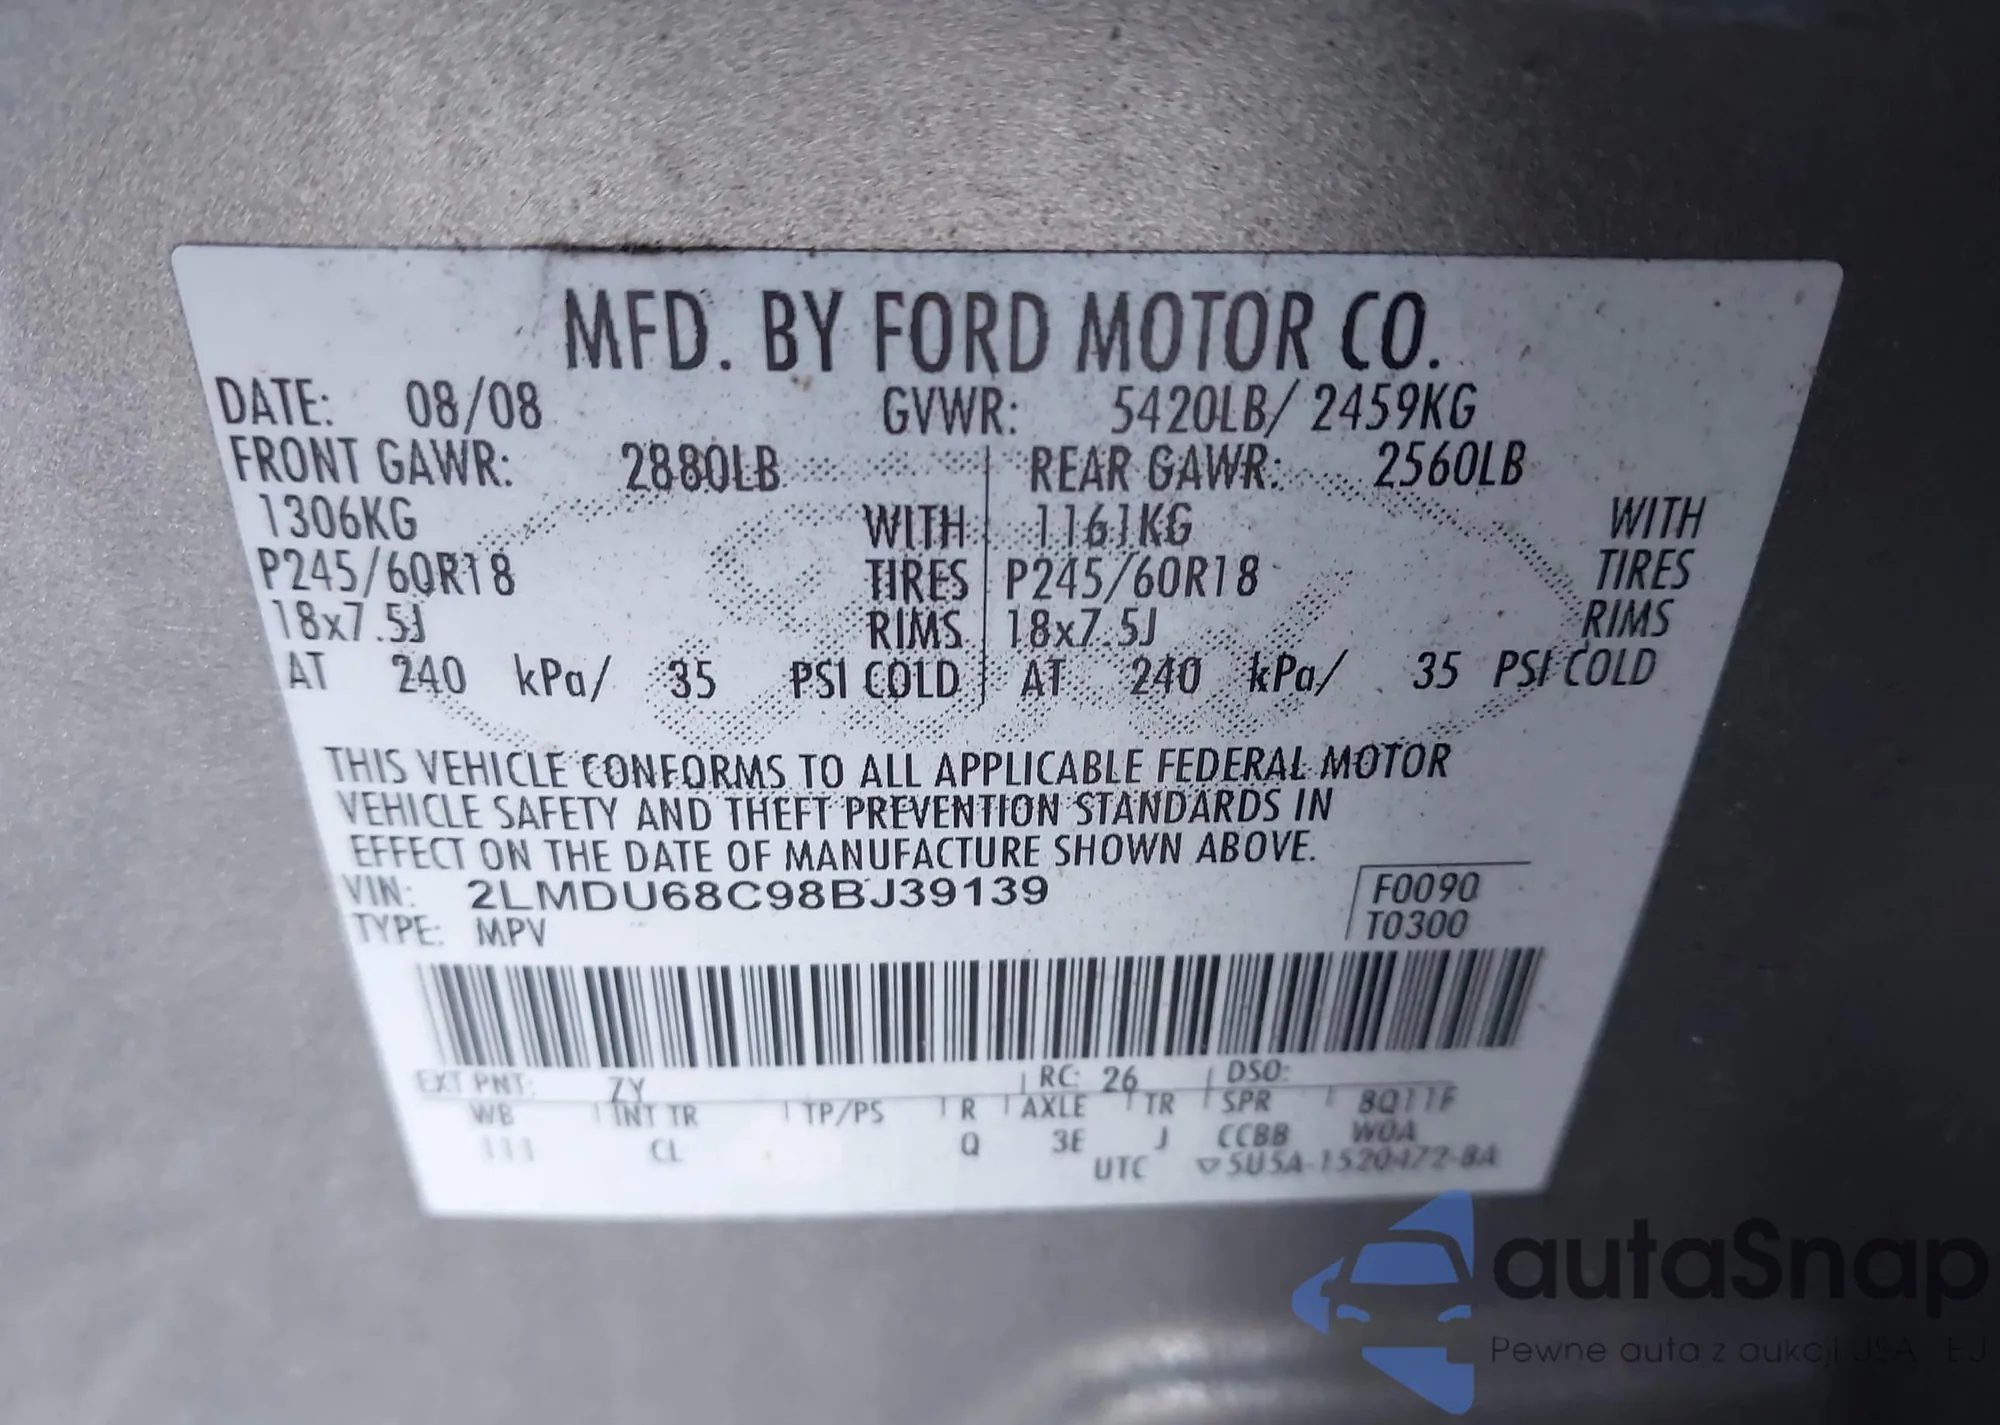 MFD. BY FORD MOTOR CO.
DATE: 08/08 GVWR: 5420LB/ 2459KG
FRONT GAWR: 2880LB REAR GAWR: 2560LB
1306KG WITH 1161KG WITH
P245/60R18 TIRES P245/60R18 TIRES
18x7.5J RIMS 18x7.5J RIMS
AT 240 kPa/ 35 PSI COLD AT 240 kPa/ 35 PSI COLD
THIS VEHICLE CONFORMS TO ALL APPLICABLE FEDERAL MOTOR
VEHICLE SAFETY AND THEFT PREVENTION STANDARDS IN
EFFECT ON THE DATE OF MANUFACTURE SHOWN ABOVE.
VIN: 2LMDU68C98BJ39139 F0090
TYPE: MPV T0300
EXT PNT: ZY RC: 26 DSO:
WB INT TR TP/PS R AXLE TR SPR 8Q11F
111 CL Q 3E J CCBB W0A
UTC 5U5A-1520472-BA
autaSnap
Pewne auta z aukcji USA EU